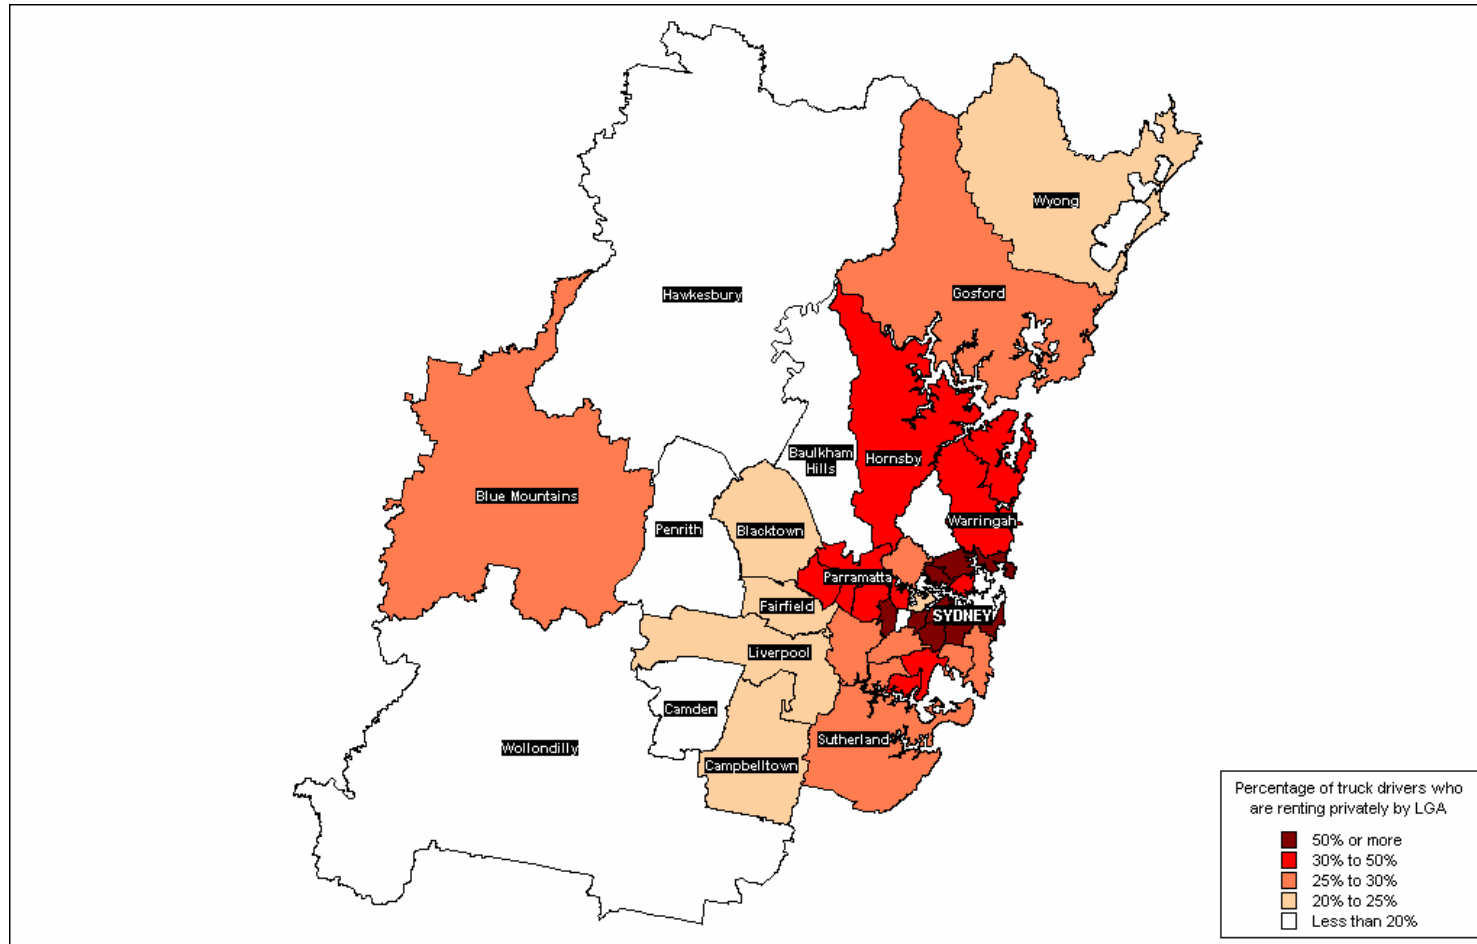 Wyong
Hawkesbury
Gosford
Baulkham
Hills
Hornsby
Blue Mountains
Penrith
Blacktown
Warringah
Parramatta
Fairfield
SYDNEY
Liverpool
Camden
Wollondilly
Sutherland
Campbelltown
Percentage of truck drivers who
are renting privately by LGA
50% or more
30% to 50%
25% to 30%
20% to 25%
Less than 20%